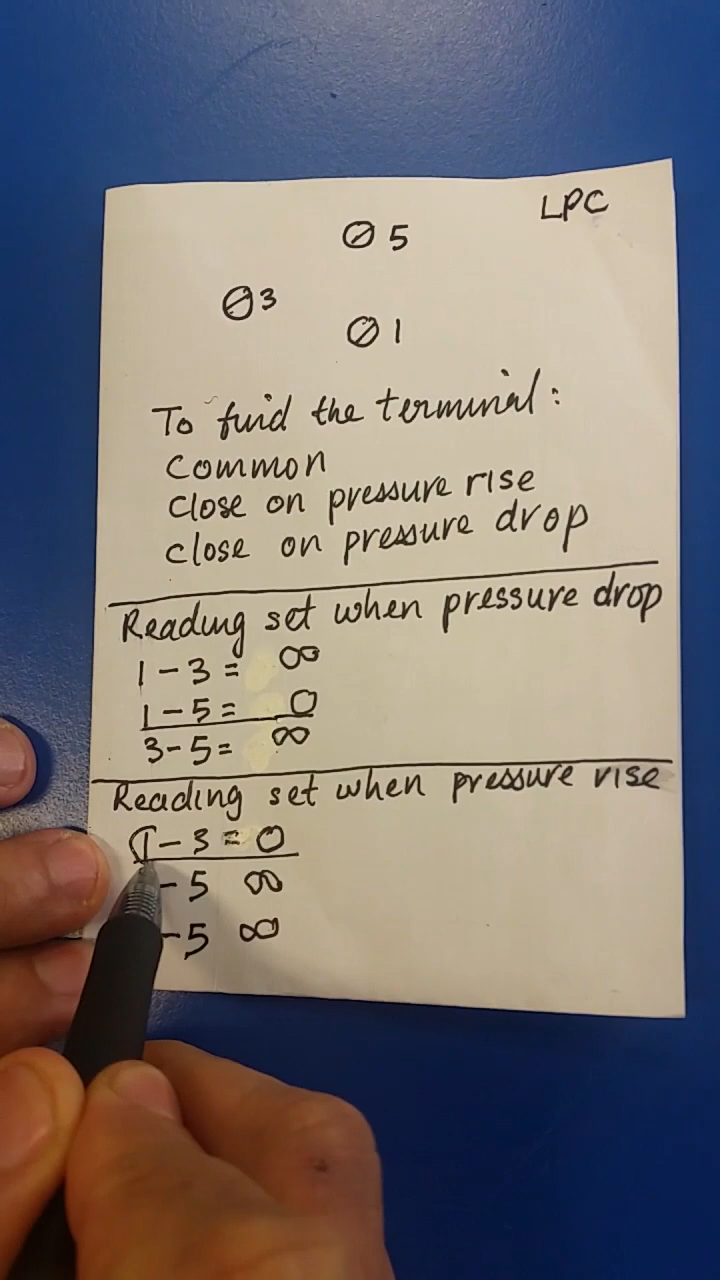 LPC
∅ 5
∅ 3
∅ 1
To find the terminal:
Common
Close on pressure rise
Close on pressure drop
Reading set when pressure drop
1 - 3 = ∞
1 - 5 = 0
3 - 5 = ∞
Reading set when pressure rise
1 - 3 = 0
- 5 ∞
- 5 ∞